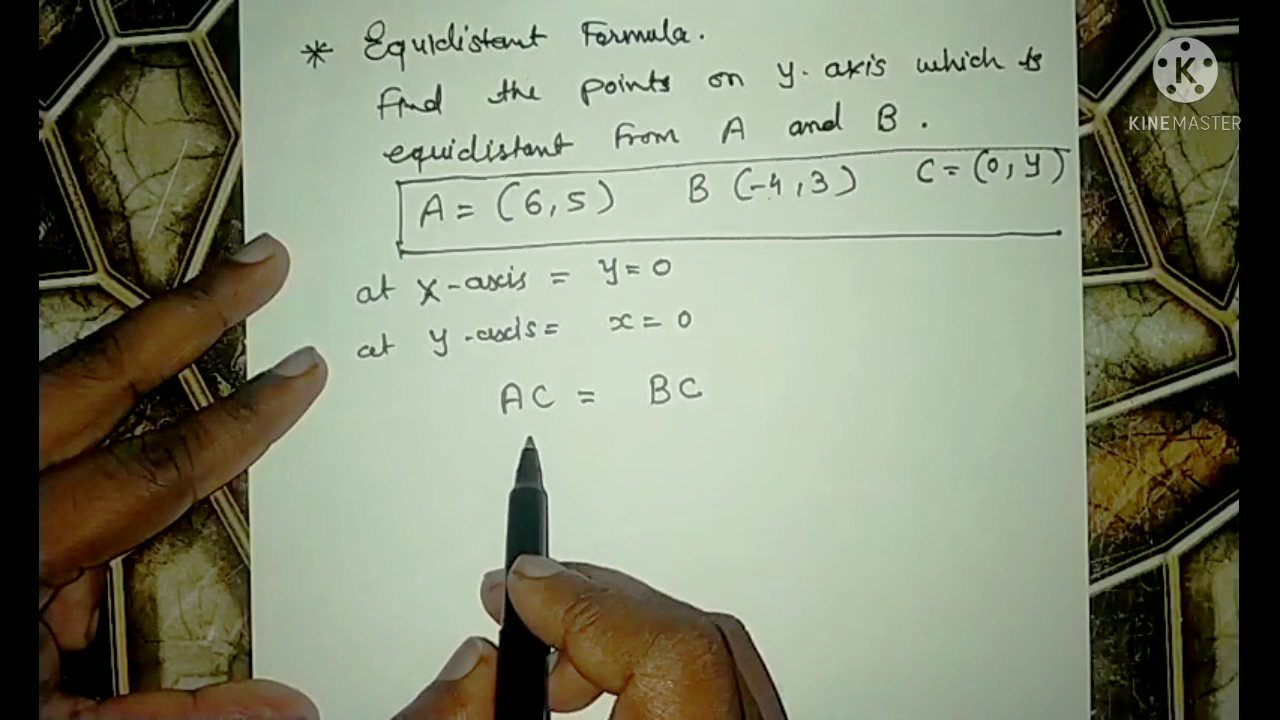 * Equidistant Formula.
Find the points on y-axis which is
equidistant from A and B.
A = (6,5) B (-4,3) C = (0, y)
at x-axis = y=0
at y-axis= x=0
AC = BC
K
KINEMASTER